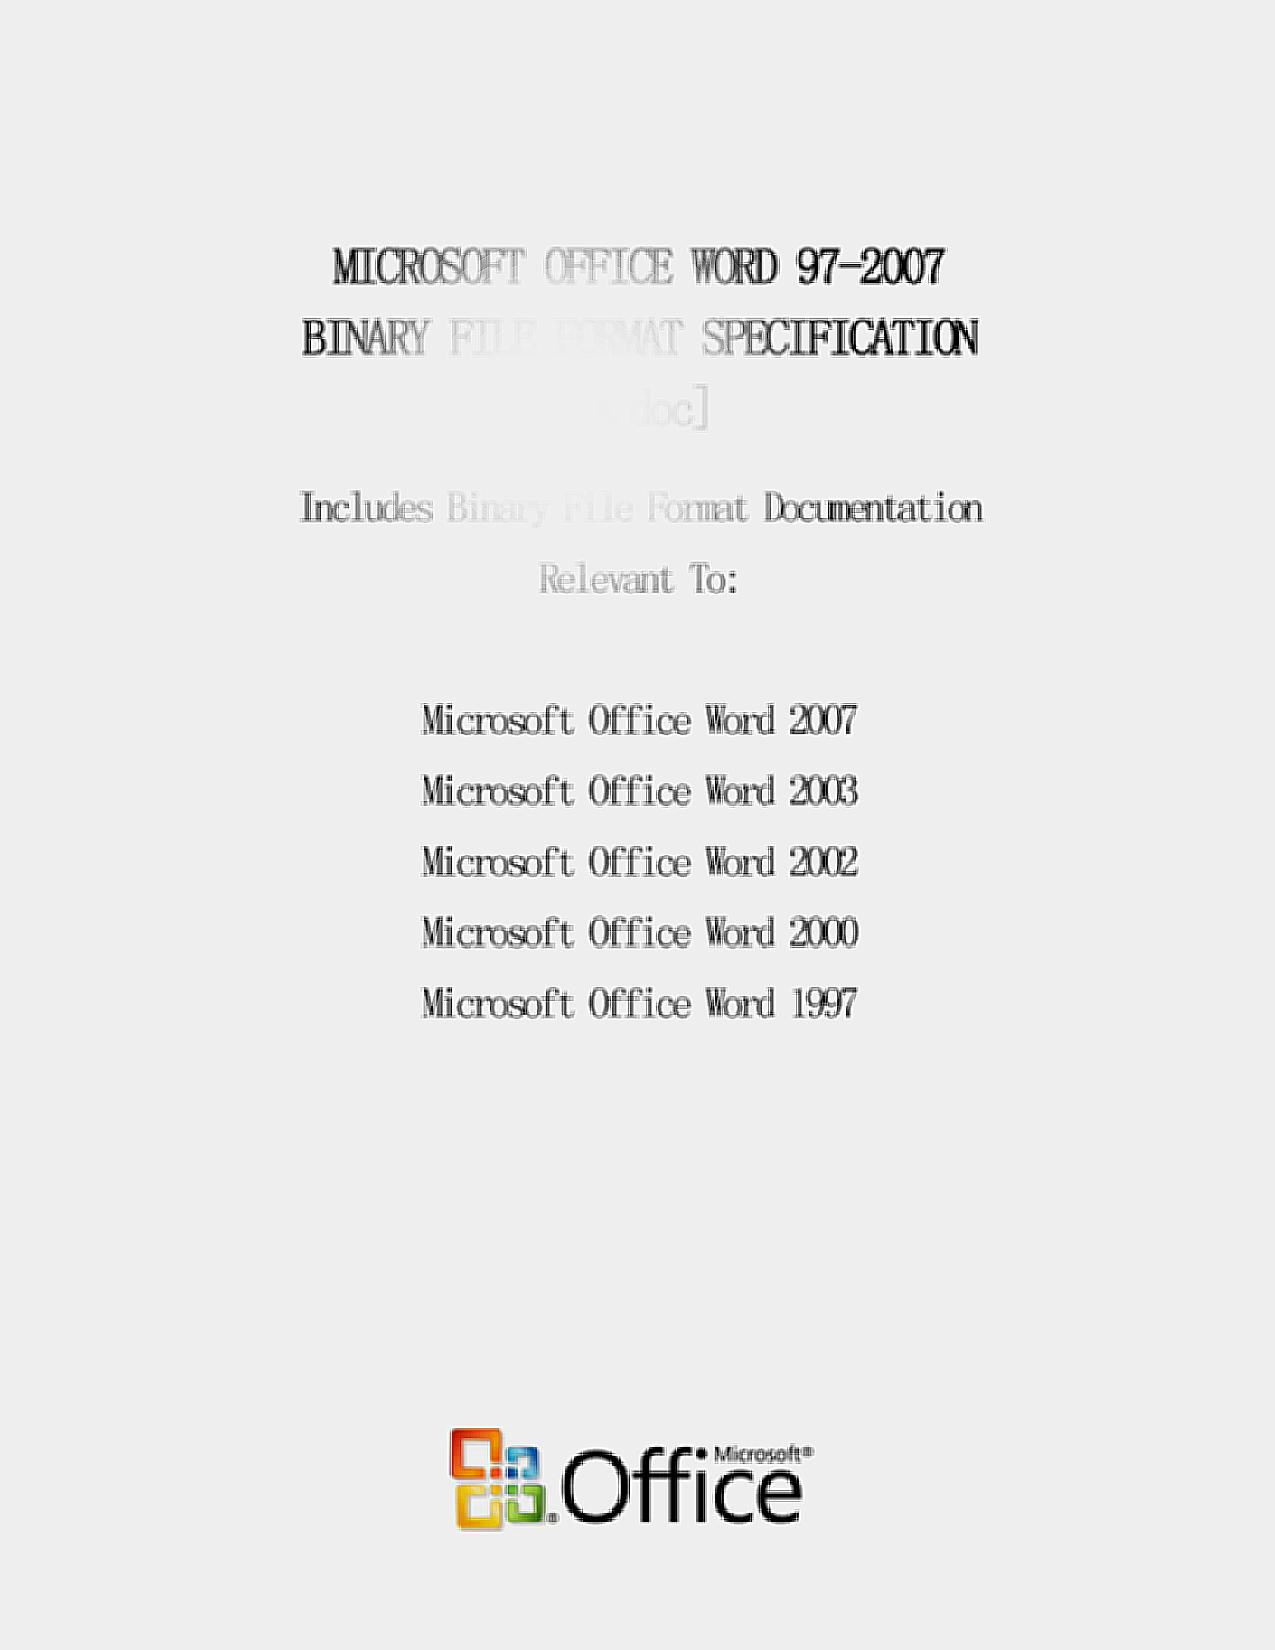 MICROSOFT OFFICE WORD 97-2007
BINARY FILE FORMAT SPECIFICATION
doc]
Includes Binary File Format Documentation
Relevant To:
Microsoft Office Word 2007
Microsoft Office Word 2003
Microsoft Office Word 2002
Microsoft Office Word 2000
Microsoft Office Word 1997
Microsoft®
Office